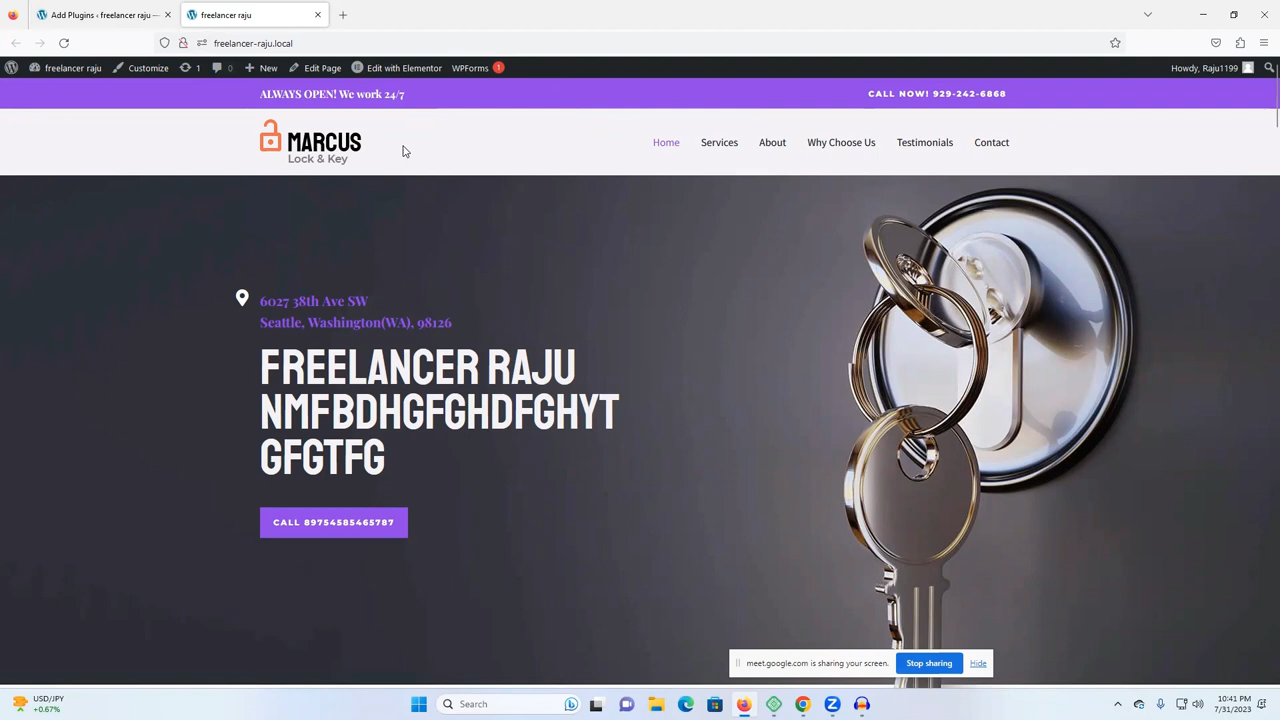 Add Plugins ‹ freelancer raju —
freelancer raju
freelancer-raju.local
freelancer raju
Customize
1
0
New
Edit Page
Edit with Elementor
WPForms 1
Howdy, Raju1199
ALWAYS OPEN! We work 24/7
CALL NOW! 929-242-6868
MARCUS
Lock & Key
Home
Services
About
Why Choose Us
Testimonials
Contact
6027 38th Ave SW
Seattle, Washington(WA), 98126
FREELANCER RAJU
NMFBDHGFGHDFGHYT
GFGTFG
CALL 89754585465787
meet.google.com is sharing your screen.
Stop sharing
Hide
USD/JPY
+0.67%
Search
10:41 PM
7/31/2023